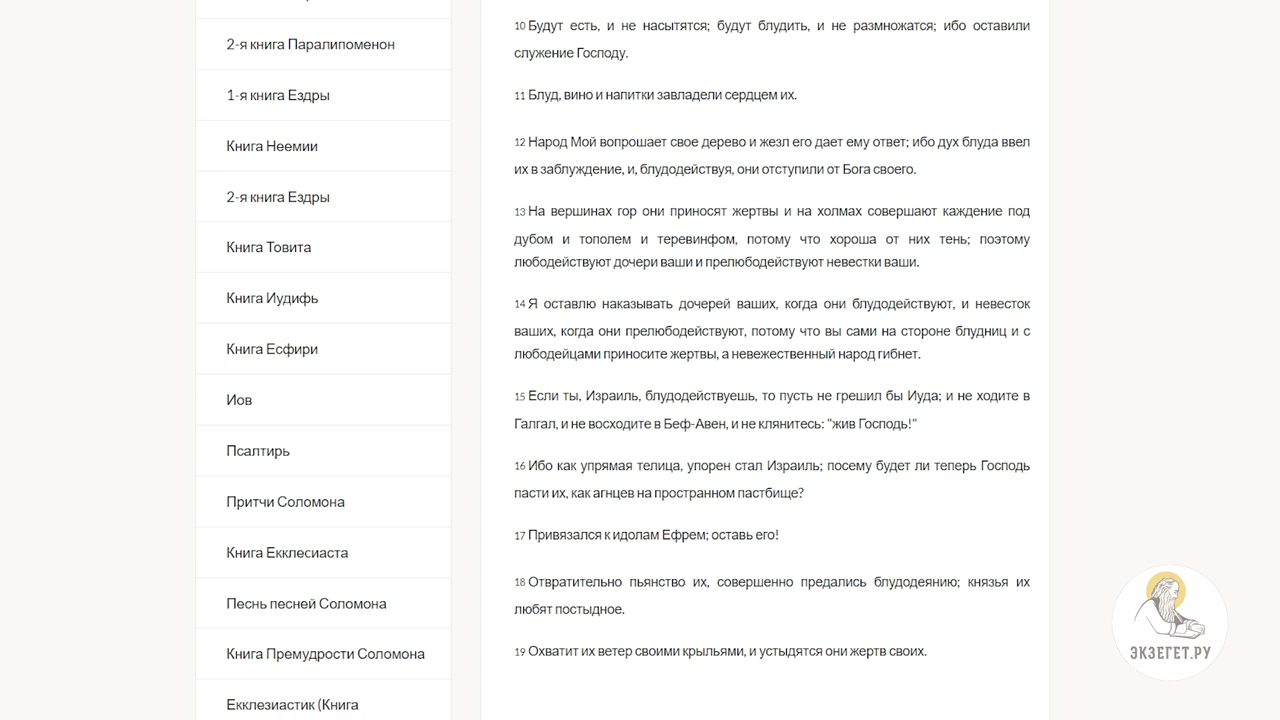 2-я книга Паралипоменон
1-я книга Ездры
Книга Неемии
2-я книга Ездры
Книга Товита
Книга Иудифь
Книга Есфири
Иов
Псалтирь
Притчи Соломона
Книга Екклесиаста
Песнь песней Соломона
Книга Премудрости Соломона
Екклезиастик (Книга
10 Будут есть, и не насытятся; будут блудить, и не размножатся; ибо оставили
служение Господу.
11 Блуд, вино и напитки завладели сердцем их.
12 Народ Мой вопрошает свое дерево и жезл его дает ему ответ; ибо дух блуда ввел
их в заблуждение, и, блудодействуя, они отступили от Бога своего.
13 На вершинах гор они приносят жертвы и на холмах совершают каждение под
дубом и тополем и теревинфом, потому что хороша от них тень; поэтому
любодействуют дочери ваши и прелюбодействуют невестки ваши.
14 Я оставлю наказывать дочерей ваших, когда они блудодействуют, и невесток
ваших, когда они прелюбодействуют, потому что вы сами на стороне блудниц и с
любодейцами приносите жертвы, а невежественный народ гибнет.
15 Если ты, Израиль, блудодействуешь, то пусть не грешил бы Иуда; и не ходите в
Галгал, и не восходите в Беф-Авен, и не клянитесь: "жив Господь!"
16 Ибо как упрямая телица, упорен стал Израиль; посему будет ли теперь Господь
пасти их, как агнцев на пространном пастбище?
17 Привязался к идолам Ефрем; оставь его!
18 Отвратительно пьянство их, совершенно предались блудодеянию; князья их
любят постыдное.
19 Охватит их ветер своими крыльями, и устыдятся они жертв своих.
ЭКЗЕГЕТ.РУ